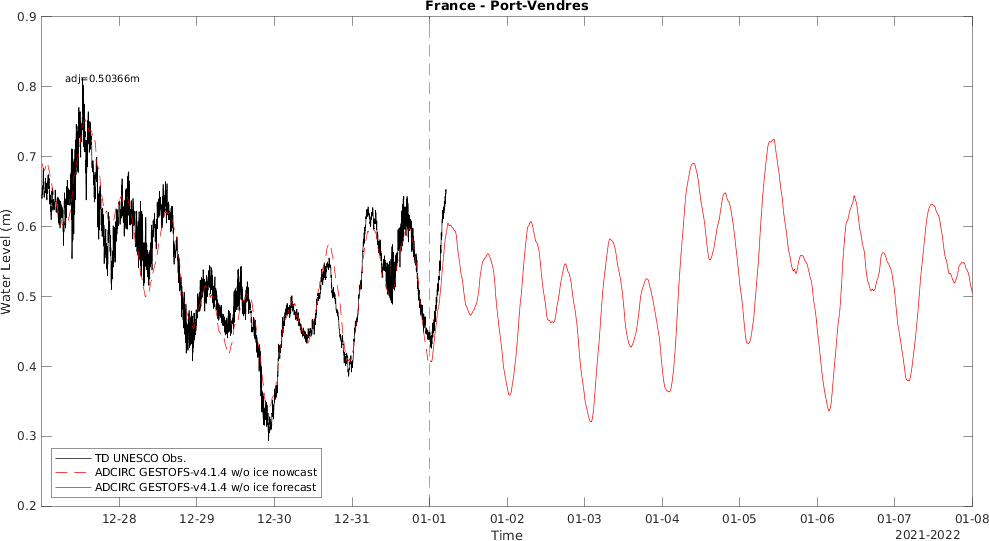 France - Port-Vendres
0.9
0.8
0.7
0.6
0.5
0.4
0.3
0.2
Water Level (m)
adj=0.50366m
TD UNESCO Obs.
ADCIRC GESTOFS-v4.1.4 w/o ice nowcast
ADCIRC GESTOFS-v4.1.4 w/o ice forecast
12-28 12-29 12-30 12-31 01-01 01-02 01-03 01-04 01-05 01-06 01-07 01-08
Time
2021-2022